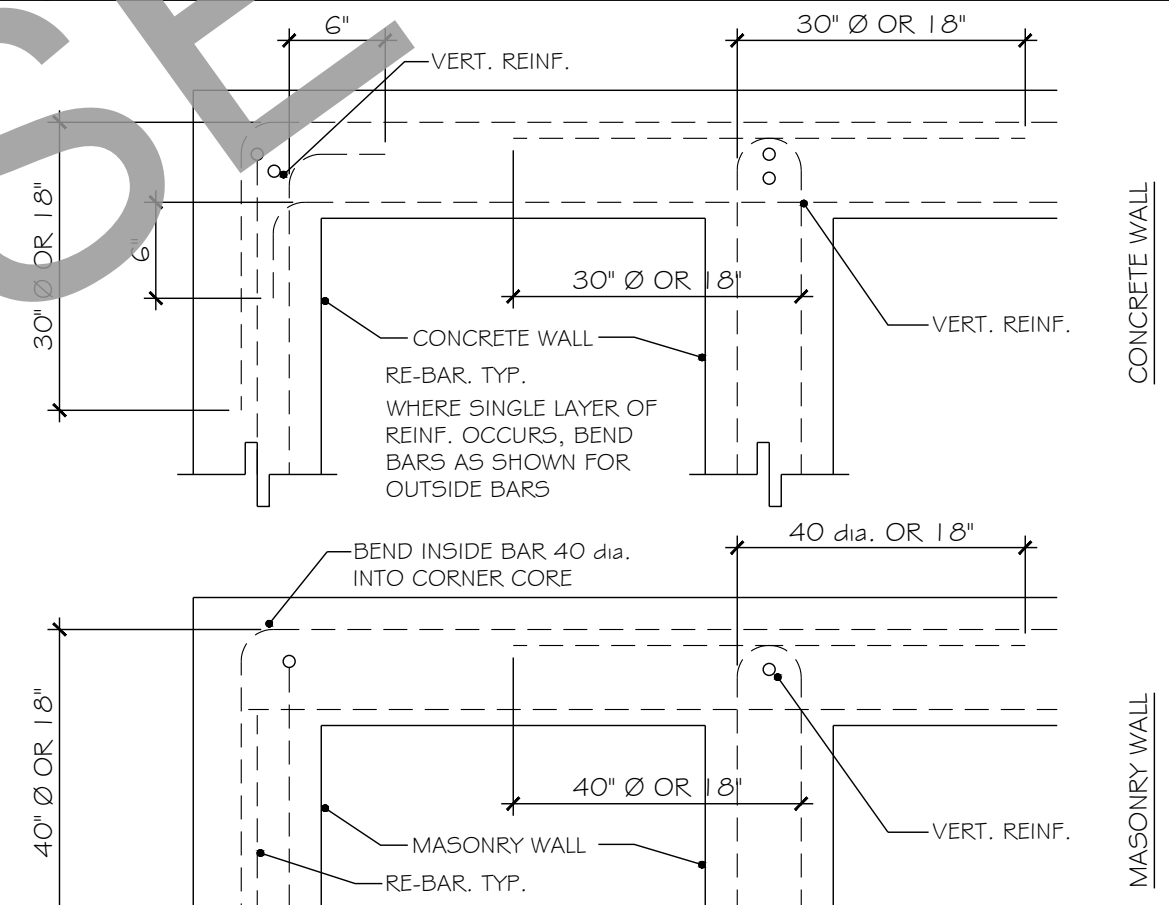 6"
30" Ø OR 18"
VERT. REINF.
30" Ø OR 18"
6"
30" Ø OR 18"
VERT. REINF.
CONCRETE WALL
RE-BAR. TYP.
WHERE SINGLE LAYER OF
REINF. OCCURS, BEND
BARS AS SHOWN FOR
OUTSIDE BARS
CONCRETE WALL
40 dia. OR 18"
BEND INSIDE BAR 40 dia.
INTO CORNER CORE
40" Ø OR 18"
40" Ø OR 18"
VERT. REINF.
MASONRY WALL
RE-BAR. TYP.
MASONRY WALL
SE